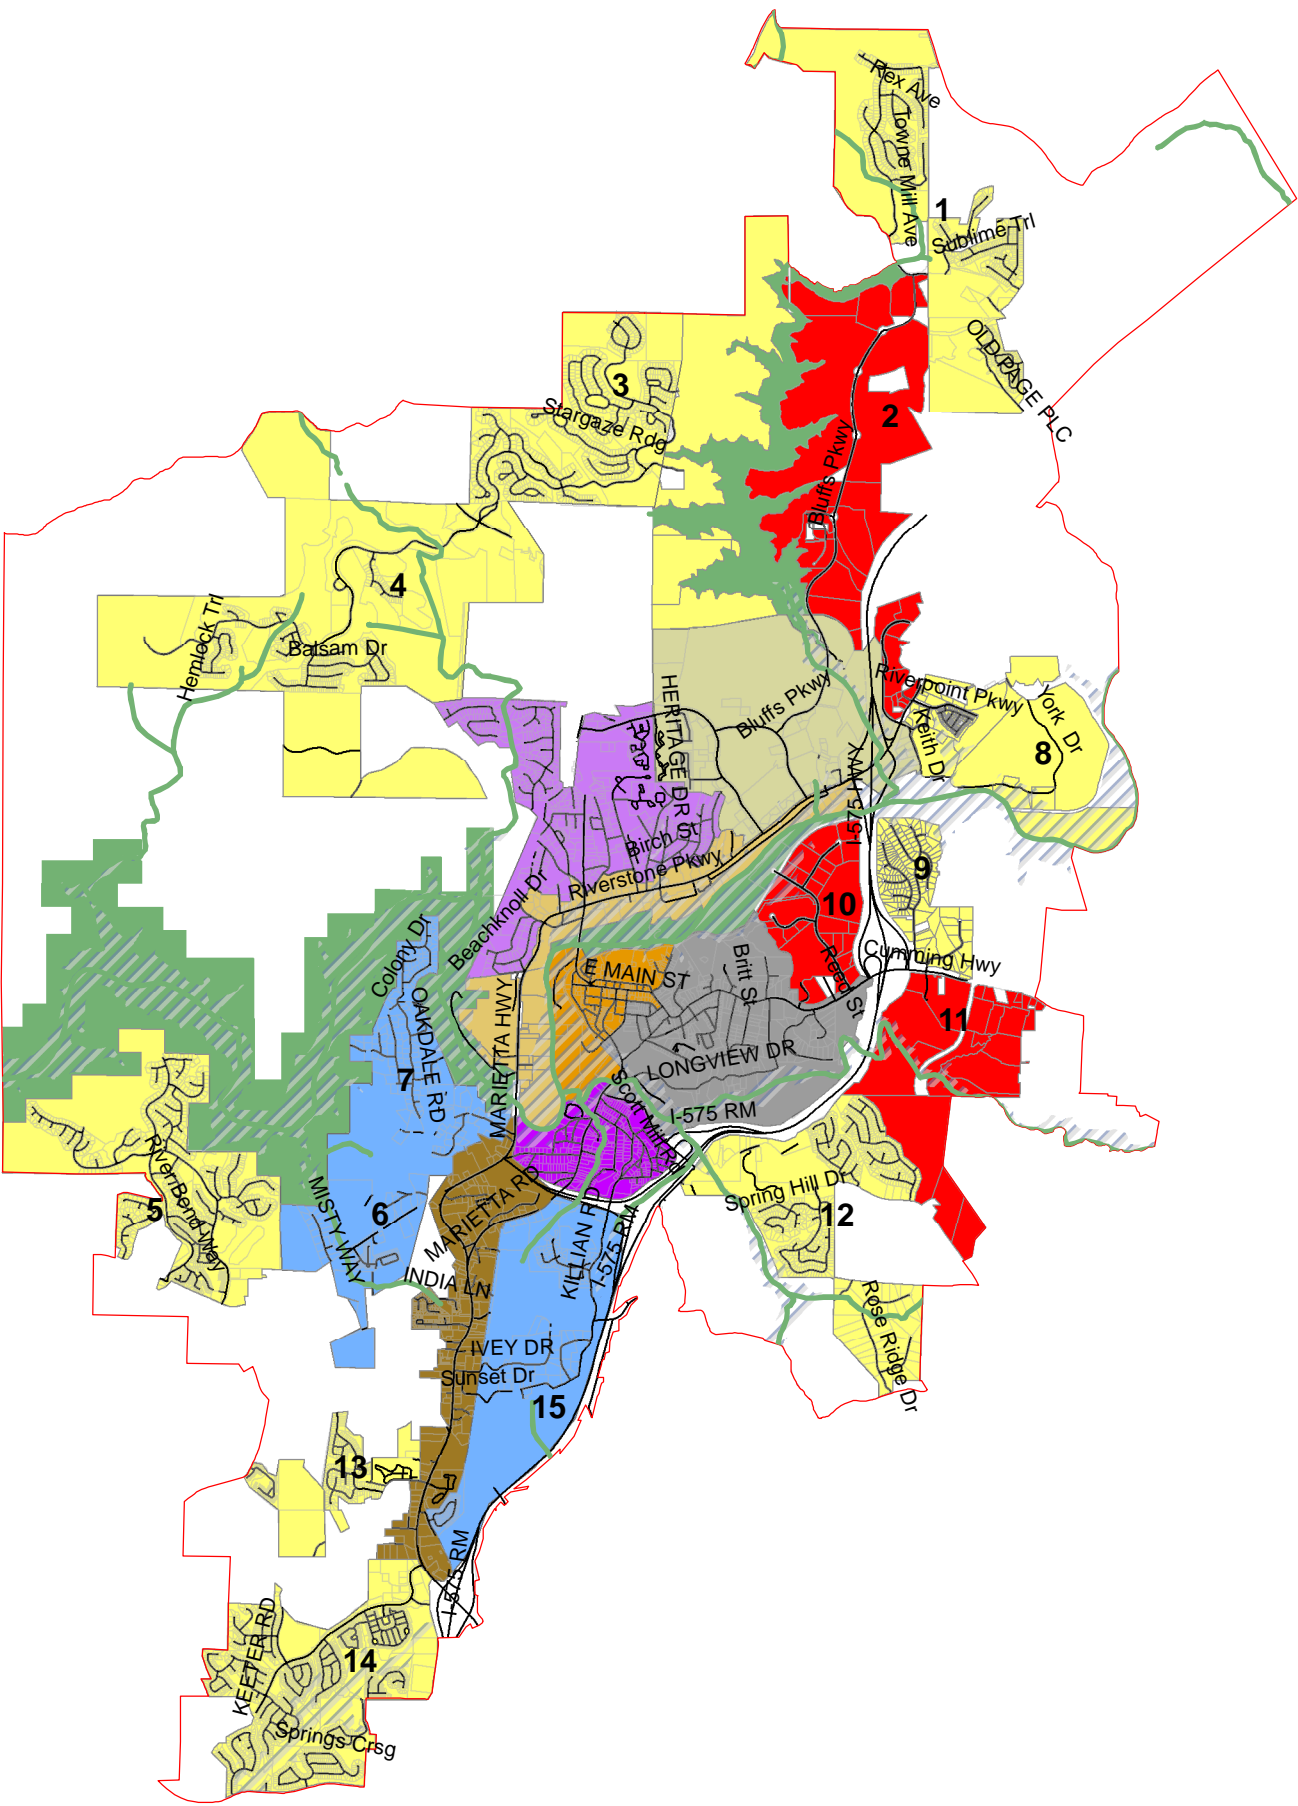 Rex Ave
Towne Mill Ave
1
Sublime Trl
OLD PAGE PLC
3
Stargaze Rdg
2
Bluffs Pkwy
4
Hemlock Trl
Balsam Dr
HERITAGE DR
Bluffs Pkwy
Riverpoint Pkwy
York Dr
Keith Dr
8
I-575 HWY
Birch St
Riverstone Pkwy
Beachknoll Dr
9
10
Colony Dr
E MAIN ST
Britt St
Reed St
Cumming Hwy
OAKDALE RD
MARIETTA HWY
11
7
LONGVIEW DR
Scott Mill Rd
I-575 RM
River Bend Way
5
MISTY WAY
6
MARIETTA RD
KILLIAN RD
I-575 RM
Spring Hill Dr
12
INDIA LN
Rose Ridge Dr
IVEY DR
Sunset Dr
15
13
I-575 RM
KEETER RD
14
Springs Crsg